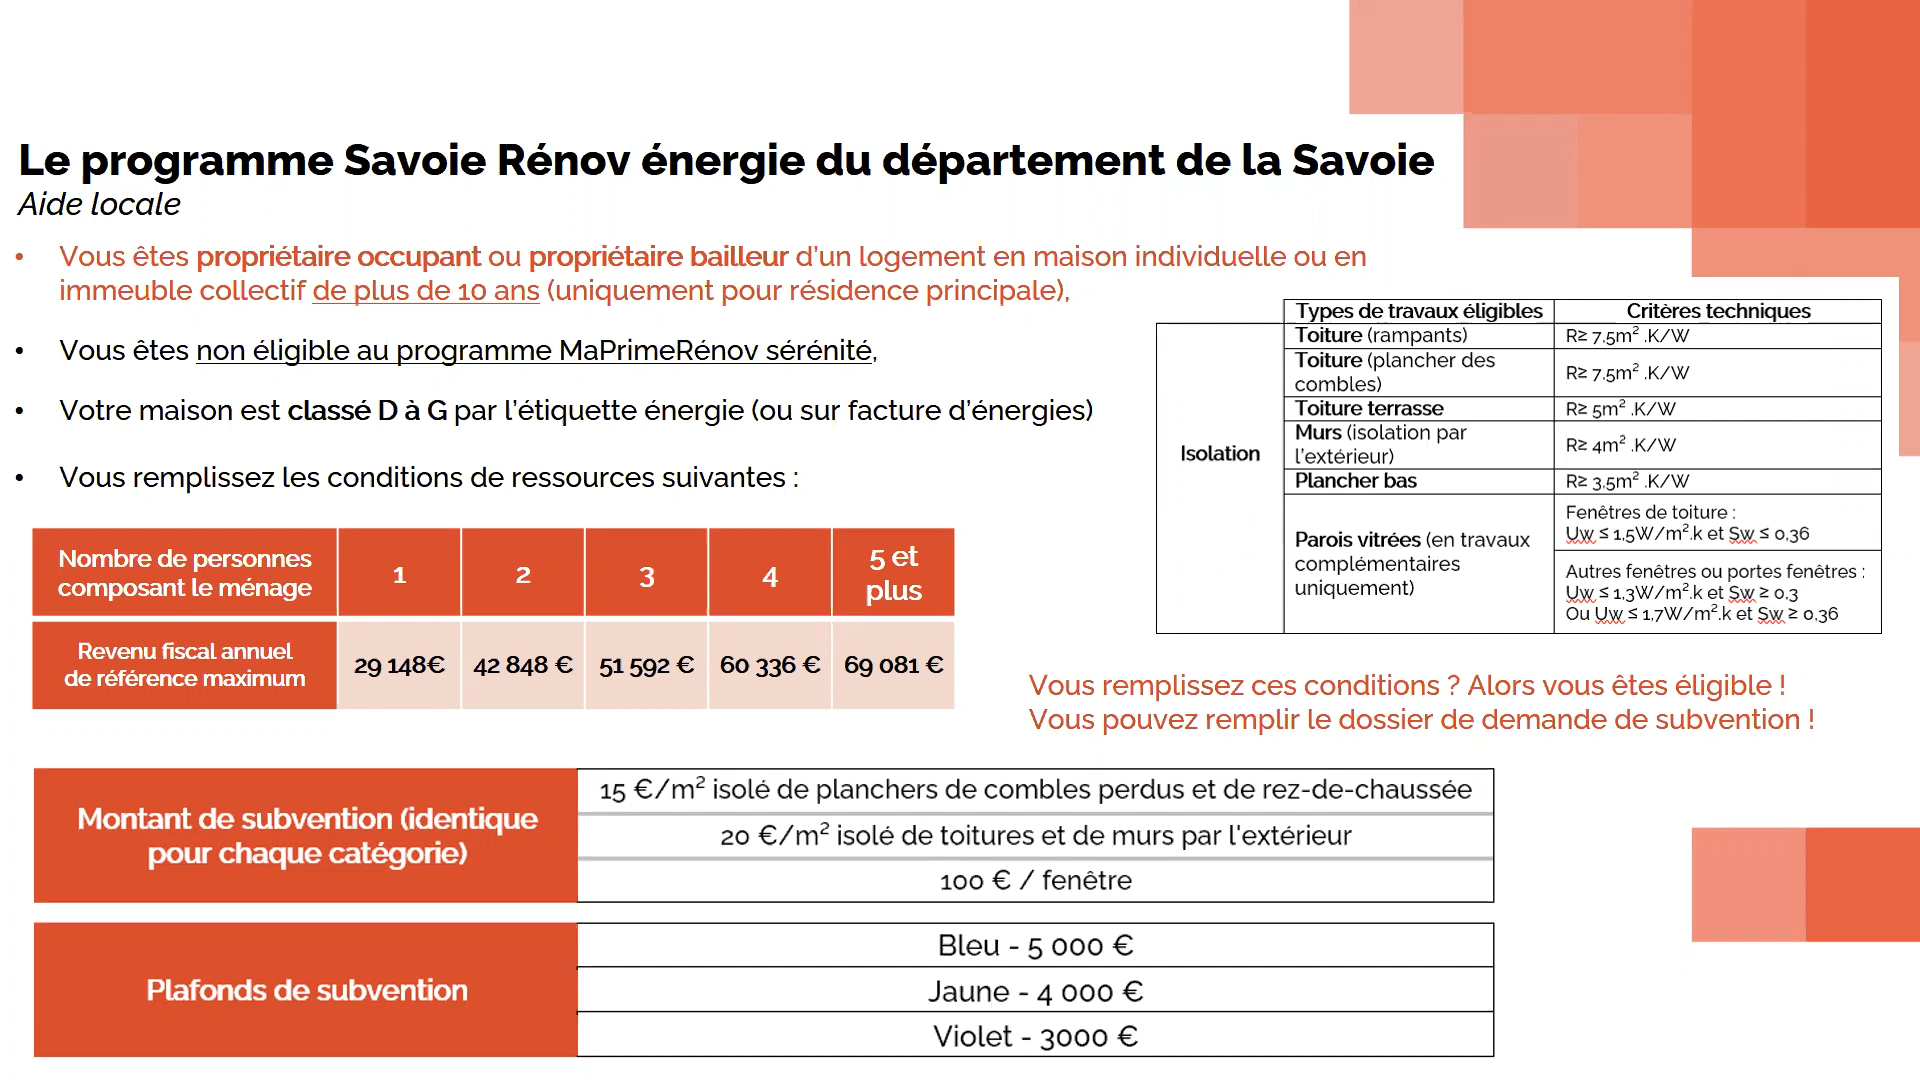 Le programme Savoie Rénov énergie du département de la Savoie
Aide locale
• Vous êtes propriétaire occupant ou propriétaire bailleur d’un logement en maison individuelle ou en
immeuble collectif de plus de 10 ans (uniquement pour résidence principale),
• Vous êtes non éligible au programme MaPrimeRénov sérénité,
• Votre maison est classé D à G par l’étiquette énergie (ou sur facture d’énergies)
• Vous remplissez les conditions de ressources suivantes :
Nombre de personnes
composant le ménage
1
2
3
4
5 et
plus
Revenu fiscal annuel
de référence maximum
29 148€
42 848 €
51 592 €
60 336 €
69 081 €
Types de travaux éligibles
Critères techniques
Isolation
Toiture (rampants)
R≥ 7,5m² .K/W
Toiture (plancher des
combles)
R≥ 7,5m² .K/W
Toiture terrasse
R≥ 5m² .K/W
Murs (isolation par
l’extérieur)
R≥ 4m² .K/W
Plancher bas
R≥ 3,5m² .K/W
Parois vitrées (en travaux
complémentaires
uniquement)
Fenêtres de toiture :
Uw ≤ 1,5W/m².k et Sw ≤ 0,36
Autres fenêtres ou portes fenêtres :
Uw ≤ 1,3W/m².k et Sw ≥ 0,3
Ou Uw ≤ 1,7W/m².k et Sw ≥ 0,36
Vous remplissez ces conditions ? Alors vous êtes éligible !
Vous pouvez remplir le dossier de demande de subvention !
Montant de subvention (identique
pour chaque catégorie)
15 €/m² isolé de planchers de combles perdus et de rez-de-chaussée
20 €/m² isolé de toitures et de murs par l'extérieur
100 € / fenêtre
Plafonds de subvention
Bleu - 5 000 €
Jaune - 4 000 €
Violet - 3000 €